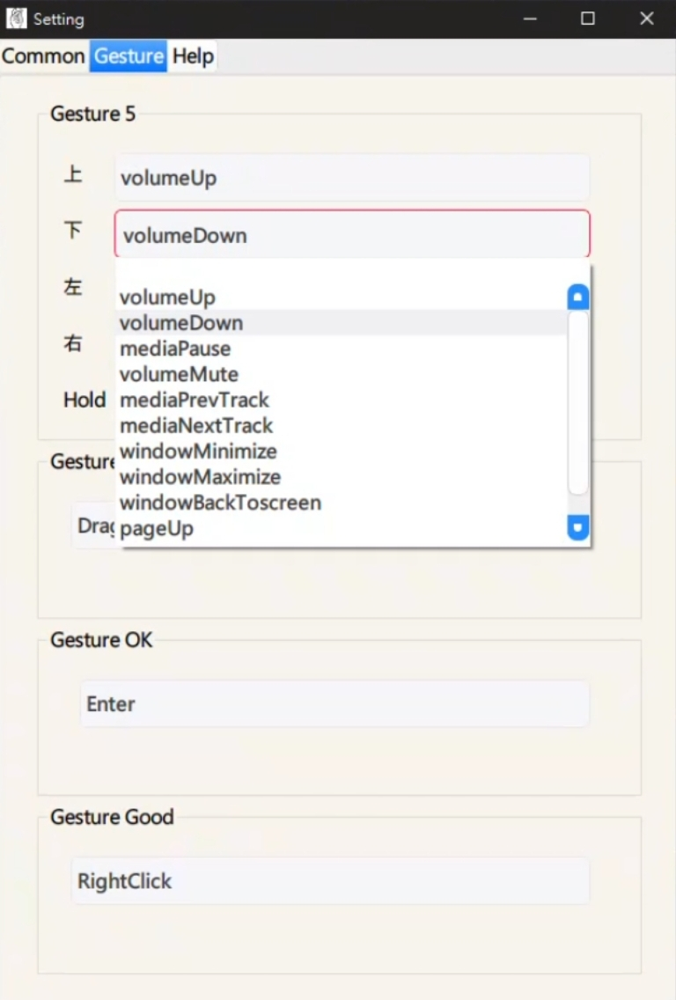 Setting
Common Gesture Help
Gesture 5
上 volumeUp
下 volumeDown
左
volumeUp
volumeDown
右
mediaPause
volumeMute
Hold mediaPrevTrack
mediaNextTrack
windowMinimize
Gesture
windowMaximize
windowBackToscreen
Drag pageUp
Gesture OK
Enter
Gesture Good
RightClick